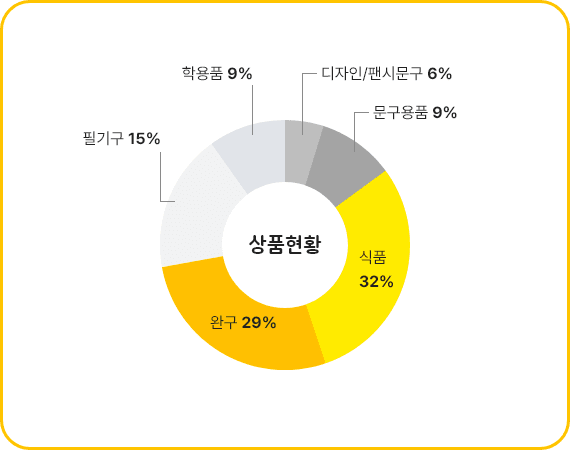 학용품 9%
디자인/팬시문구 6%
문구용품 9%
필기구 15%
상품현황
식품
32%
완구 29%